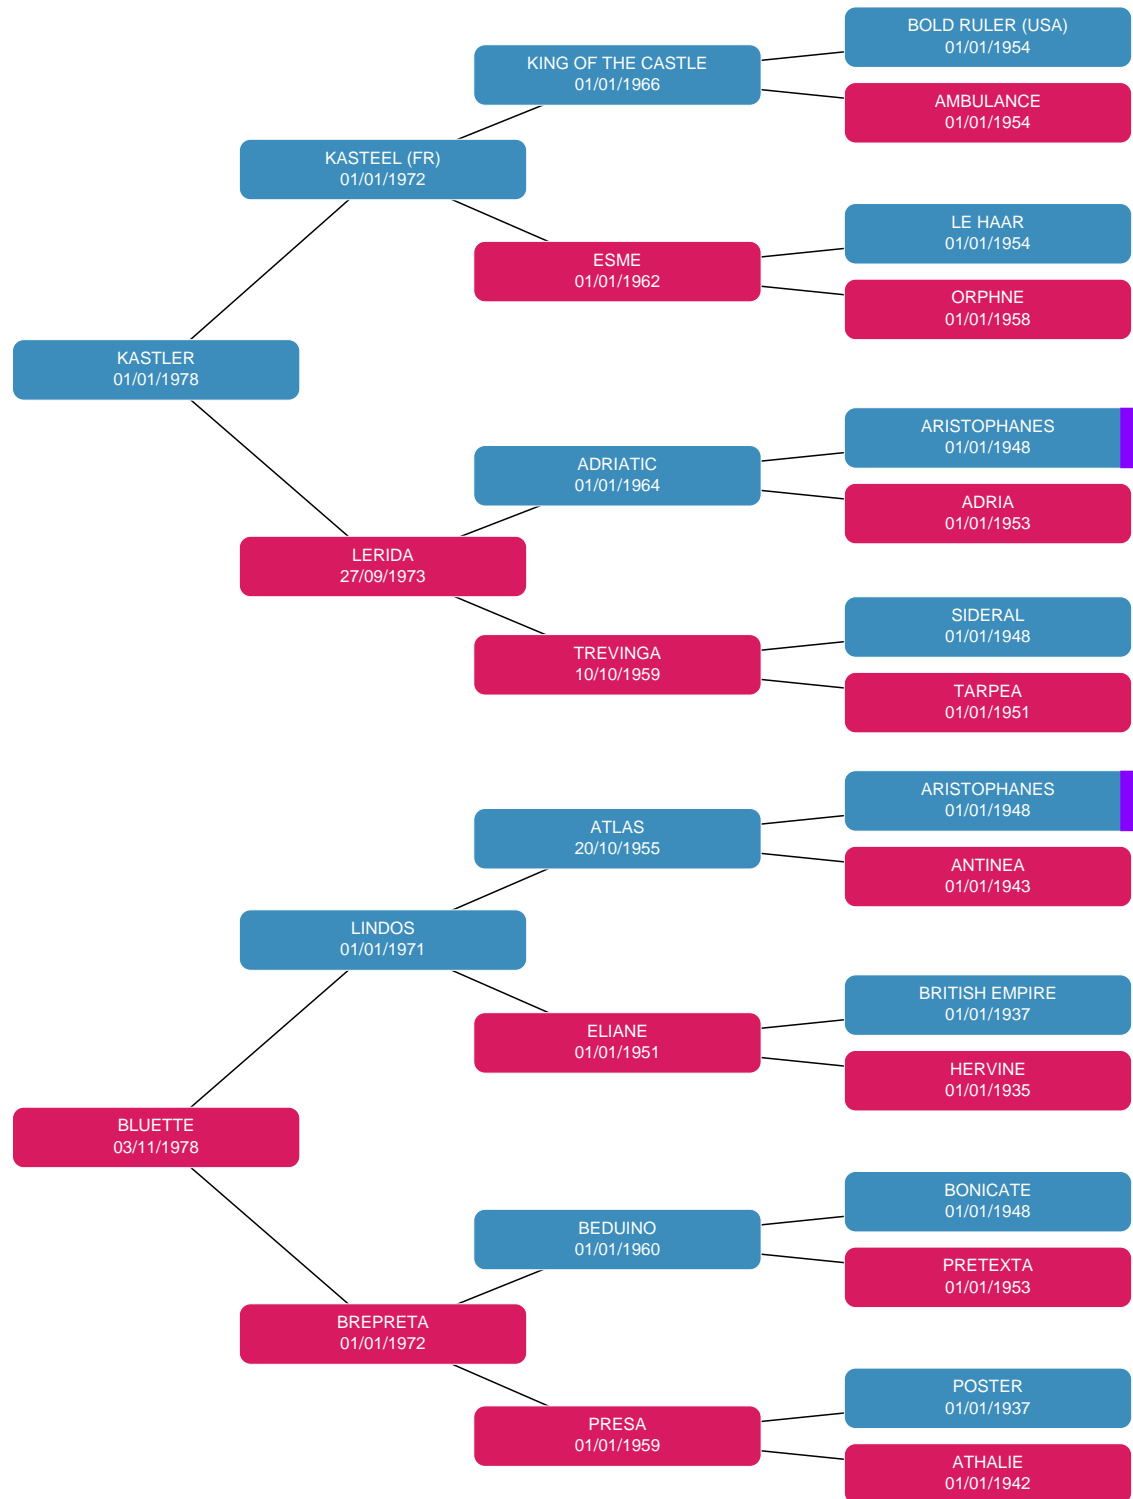 BOLD RULER (USA)
01/01/1954
KING OF THE CASTLE
01/01/1966
AMBULANCE
01/01/1954
KASTEEL (FR)
01/01/1972
LE HAAR
01/01/1954
ESME
01/01/1962
ORPHNE
01/01/1958
KASTLER
01/01/1978
ARISTOPHANES
01/01/1948
ADRIATIC
01/01/1964
ADRIA
01/01/1953
LERIDA
27/09/1973
SIDERAL
01/01/1948
TREVINGA
10/10/1959
TARPEA
01/01/1951
ARISTOPHANES
01/01/1948
ATLAS
20/10/1955
ANTINEA
01/01/1943
LINDOS
01/01/1971
BRITISH EMPIRE
01/01/1937
ELIANE
01/01/1951
HERVINE
01/01/1935
BLUETTE
03/11/1978
BONICATE
01/01/1948
BEDUINO
01/01/1960
PRETEXTA
01/01/1953
BREPRETA
01/01/1972
POSTER
01/01/1937
PRESA
01/01/1959
ATHALIE
01/01/1942